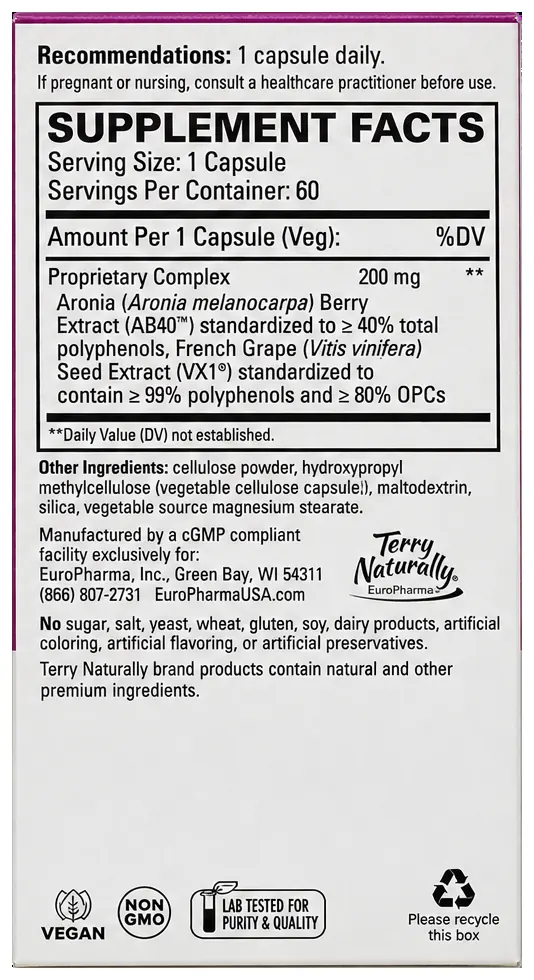 Recommendations: 1 capsule daily.
If pregnant or nursing, consult a healthcare practitioner before use.
SUPPLEMENT FACTS
Serving Size: 1 Capsule
Servings Per Container: 60
Amount Per 1 Capsule (Veg): %DV
Proprietary Complex 200 mg **
Aronia (Aronia melanocarpa) Berry
Extract (AB40™) standardized to ≥ 40% total
polyphenols, French Grape (Vitis vinifera)
Seed Extract (VX1®) standardized to
contain ≥ 99% polyphenols and ≥ 80% OPCs
**Daily Value (DV) not established.
Other Ingredients: cellulose powder, hydroxypropyl
methylcellulose (vegetable cellulose capsule), maltodextrin,
silica, vegetable source magnesium stearate.
Manufactured by a cGMP compliant
facility exclusively for:
EuroPharma, Inc., Green Bay, WI 54311
(866) 807-2731 EuroPharmaUSA.com
Terry
Naturally®
EuroPharma
No sugar, salt, yeast, wheat, gluten, soy, dairy products, artificial
coloring, artificial flavoring, or artificial preservatives.
Terry Naturally brand products contain natural and other
premium ingredients.
VEGAN
NON
GMO
LAB TESTED FOR
PURITY & QUALITY
Please recycle
this box